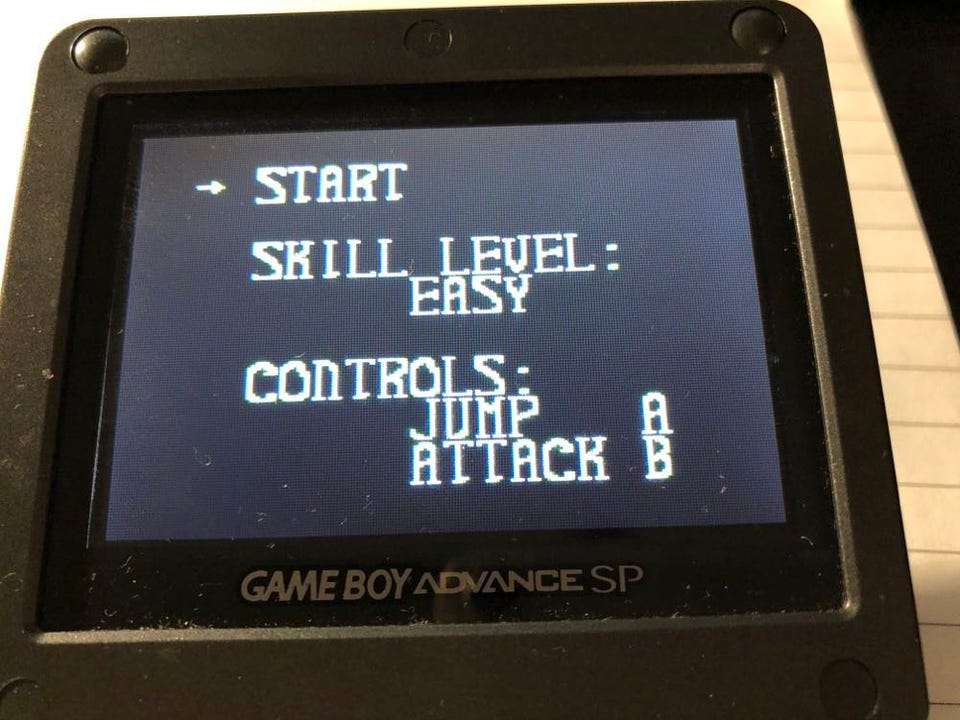 → START
SKILL LEVEL:
EASY
CONTROLS:
JUMP A
ATTACK B
GAME BOY ADVANCE SP